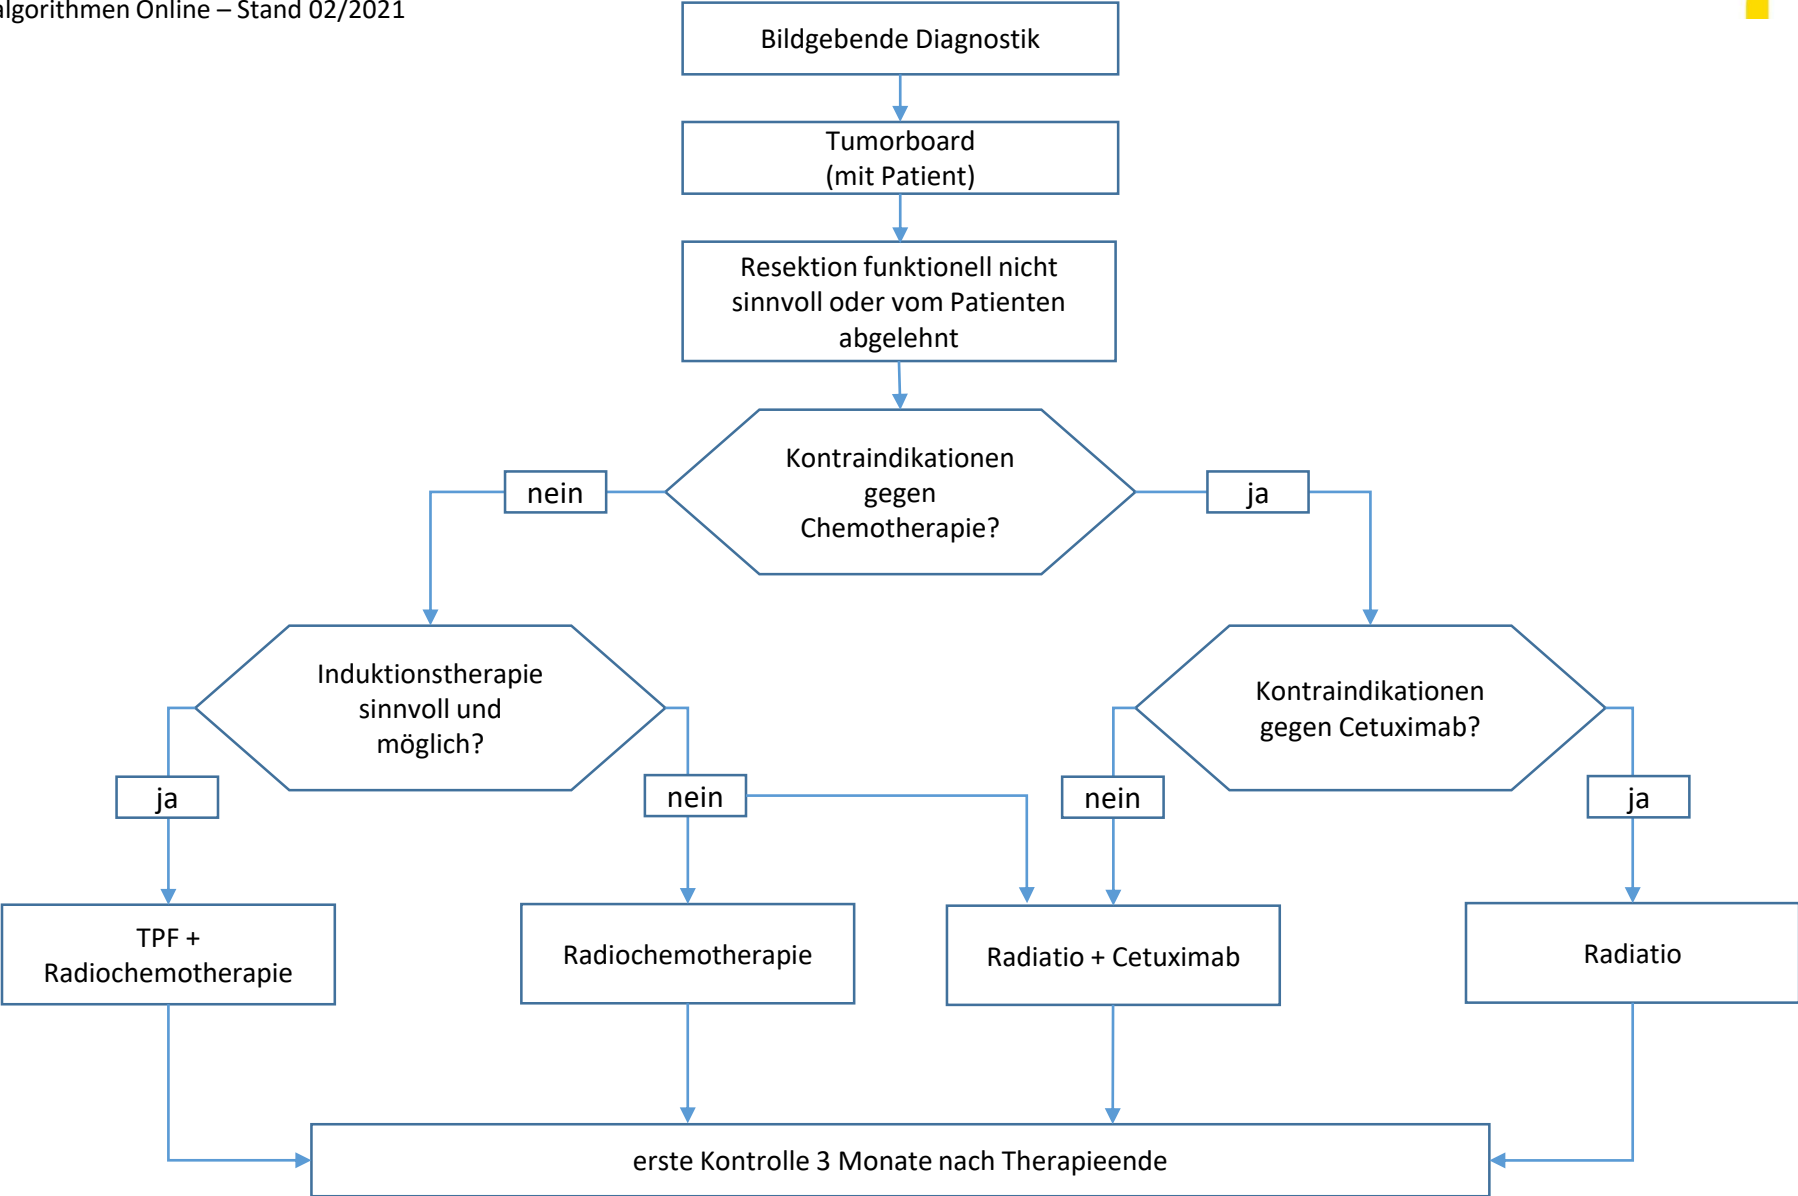 algorithmen Online – Stand 02/2021
Bildgebende Diagnostik
Tumorboard
(mit Patient)
Resektion funktionell nicht
sinnvoll oder vom Patienten
abgelehnt
Kontraindikationen
gegen
Chemotherapie?
nein
ja
Induktionstherapie
sinnvoll und
möglich?
Kontraindikationen
gegen Cetuximab?
ja
nein
nein
ja
TPF +
Radiochemotherapie
Radiochemotherapie
Radiatio + Cetuximab
Radiatio
erste Kontrolle 3 Monate nach Therapieende